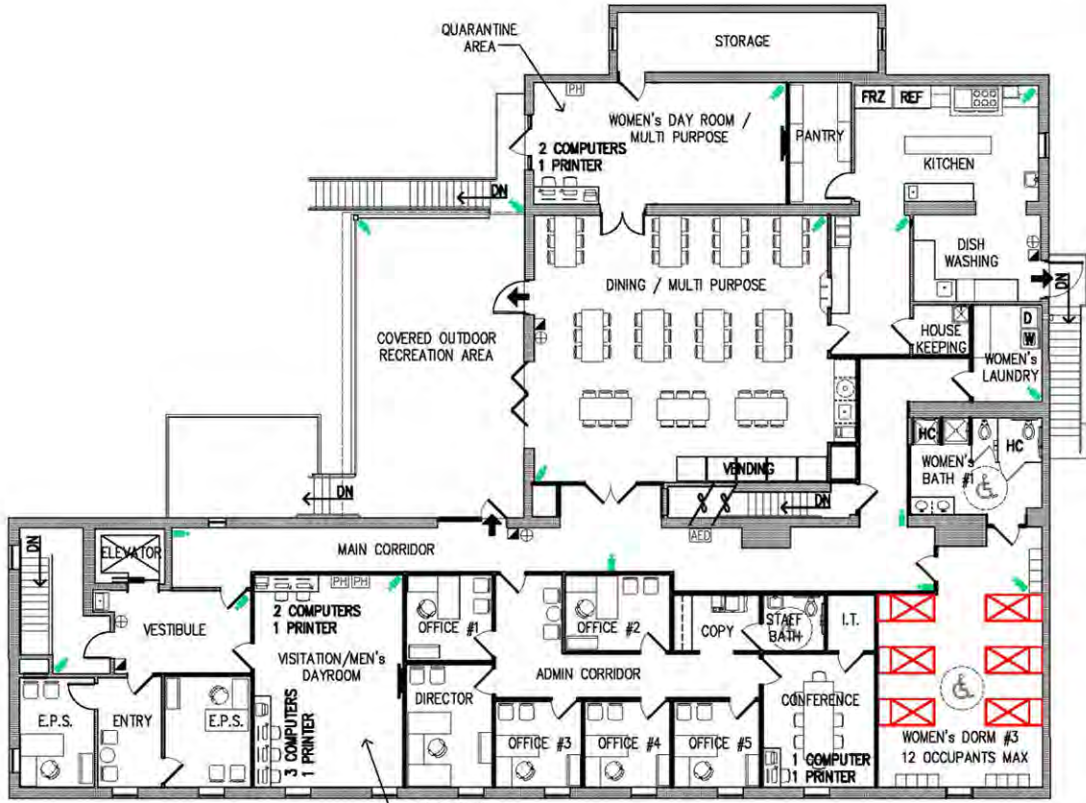 QUARANTINE
AREA
STORAGE
PH
WOMEN's DAY ROOM /
MULTI PURPOSE
2 COMPUTERS
1 PRINTER
PANTRY
FRZ
REF
KITCHEN
DN
DISH
WASHING
DN
DINING / MULTI PURPOSE
COVERED OUTDOOR
RECREATION AREA
HOUSE
KEEPING
D
W
WOMEN's
LAUNDRY
HC
HC
WOMEN's
BATH #1
VENDING
DN
DN
DN
ELEVATOR
MAIN CORRIDOR
AED
VESTIBULE
PH
PH
2 COMPUTERS
1 PRINTER
VISITATION/MEN's
DAYROOM
3 COMPUTERS
1 PRINTER
OFFICE #1
OFFICE #2
COPY
STAFF
BATH
I.T.
ADMIN CORRIDOR
DIRECTOR
E.P.S.
ENTRY
E.P.S.
OFFICE #3
OFFICE #4
OFFICE #5
CONFERENCE
1 COMPUTER
1 PRINTER
WOMEN's DORM #3
12 OCCUPANTS MAX